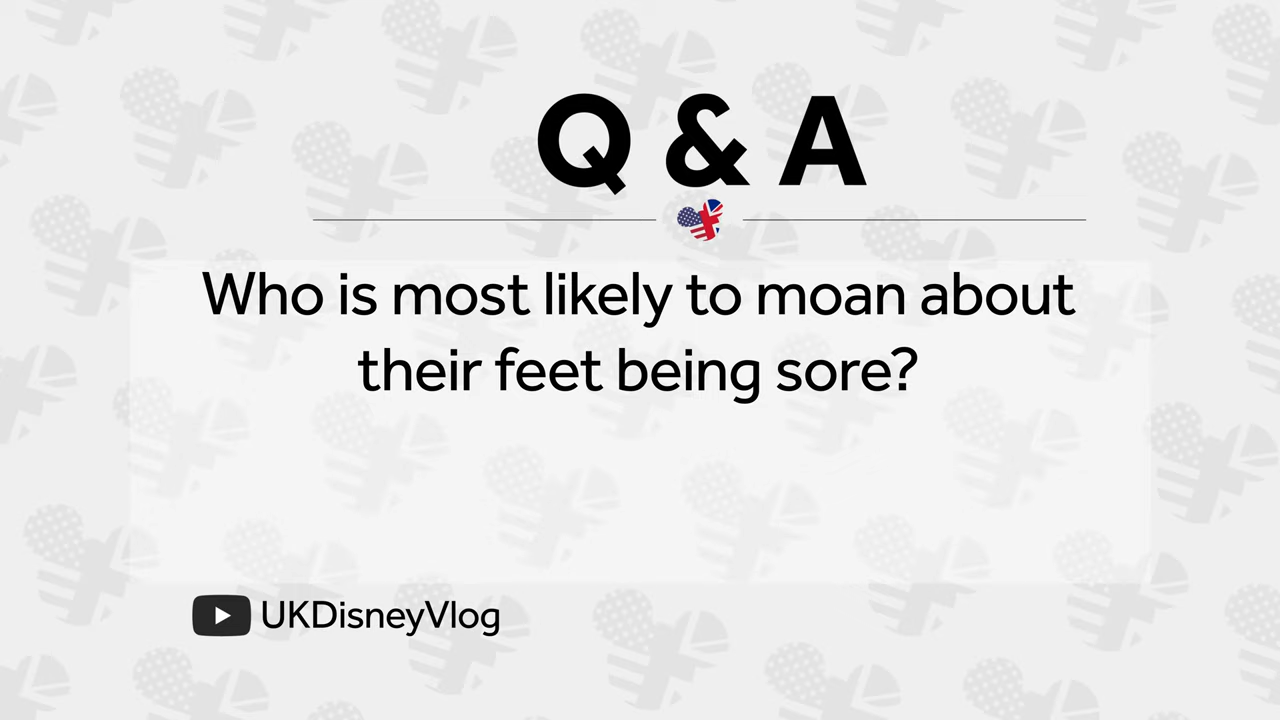 Q & A
Who is most likely to moan about
their feet being sore?
UKDisneyVlog